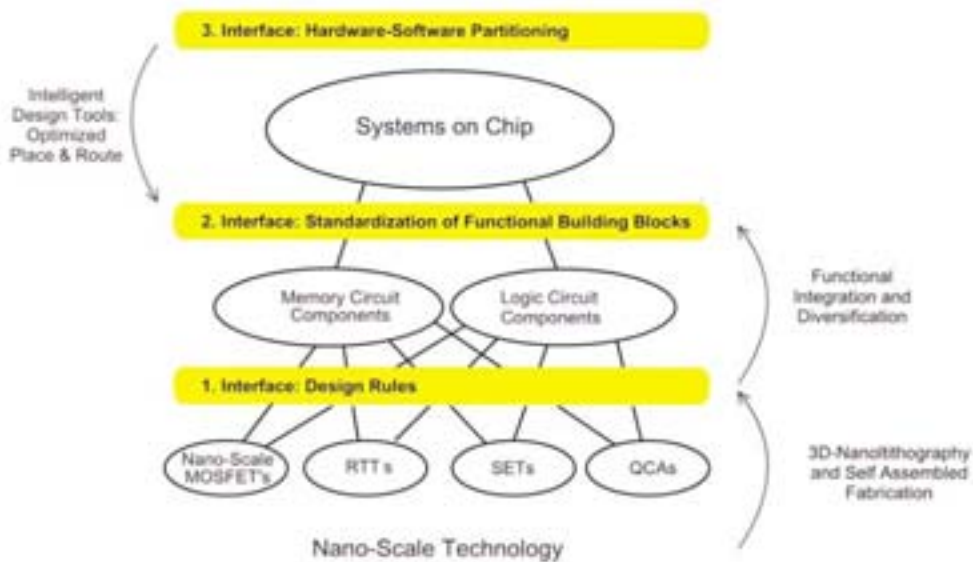 3. Interface: Hardware-Software Partitioning
Intelligent
Design Tools:
Optimized
Place & Route
Systems on Chip
2. Interface: Standardization of Functional Building Blocks
Memory Circuit
Components
Logic Circuit
Components
Functional
Integration and
Diversification
1. Interface: Design Rules
Nano-Scale
MOSFET's
RTT's
SETs
QCAs
3D-Nanoltithography
and Self Assembled
Fabrication
Nano-Scale Technology